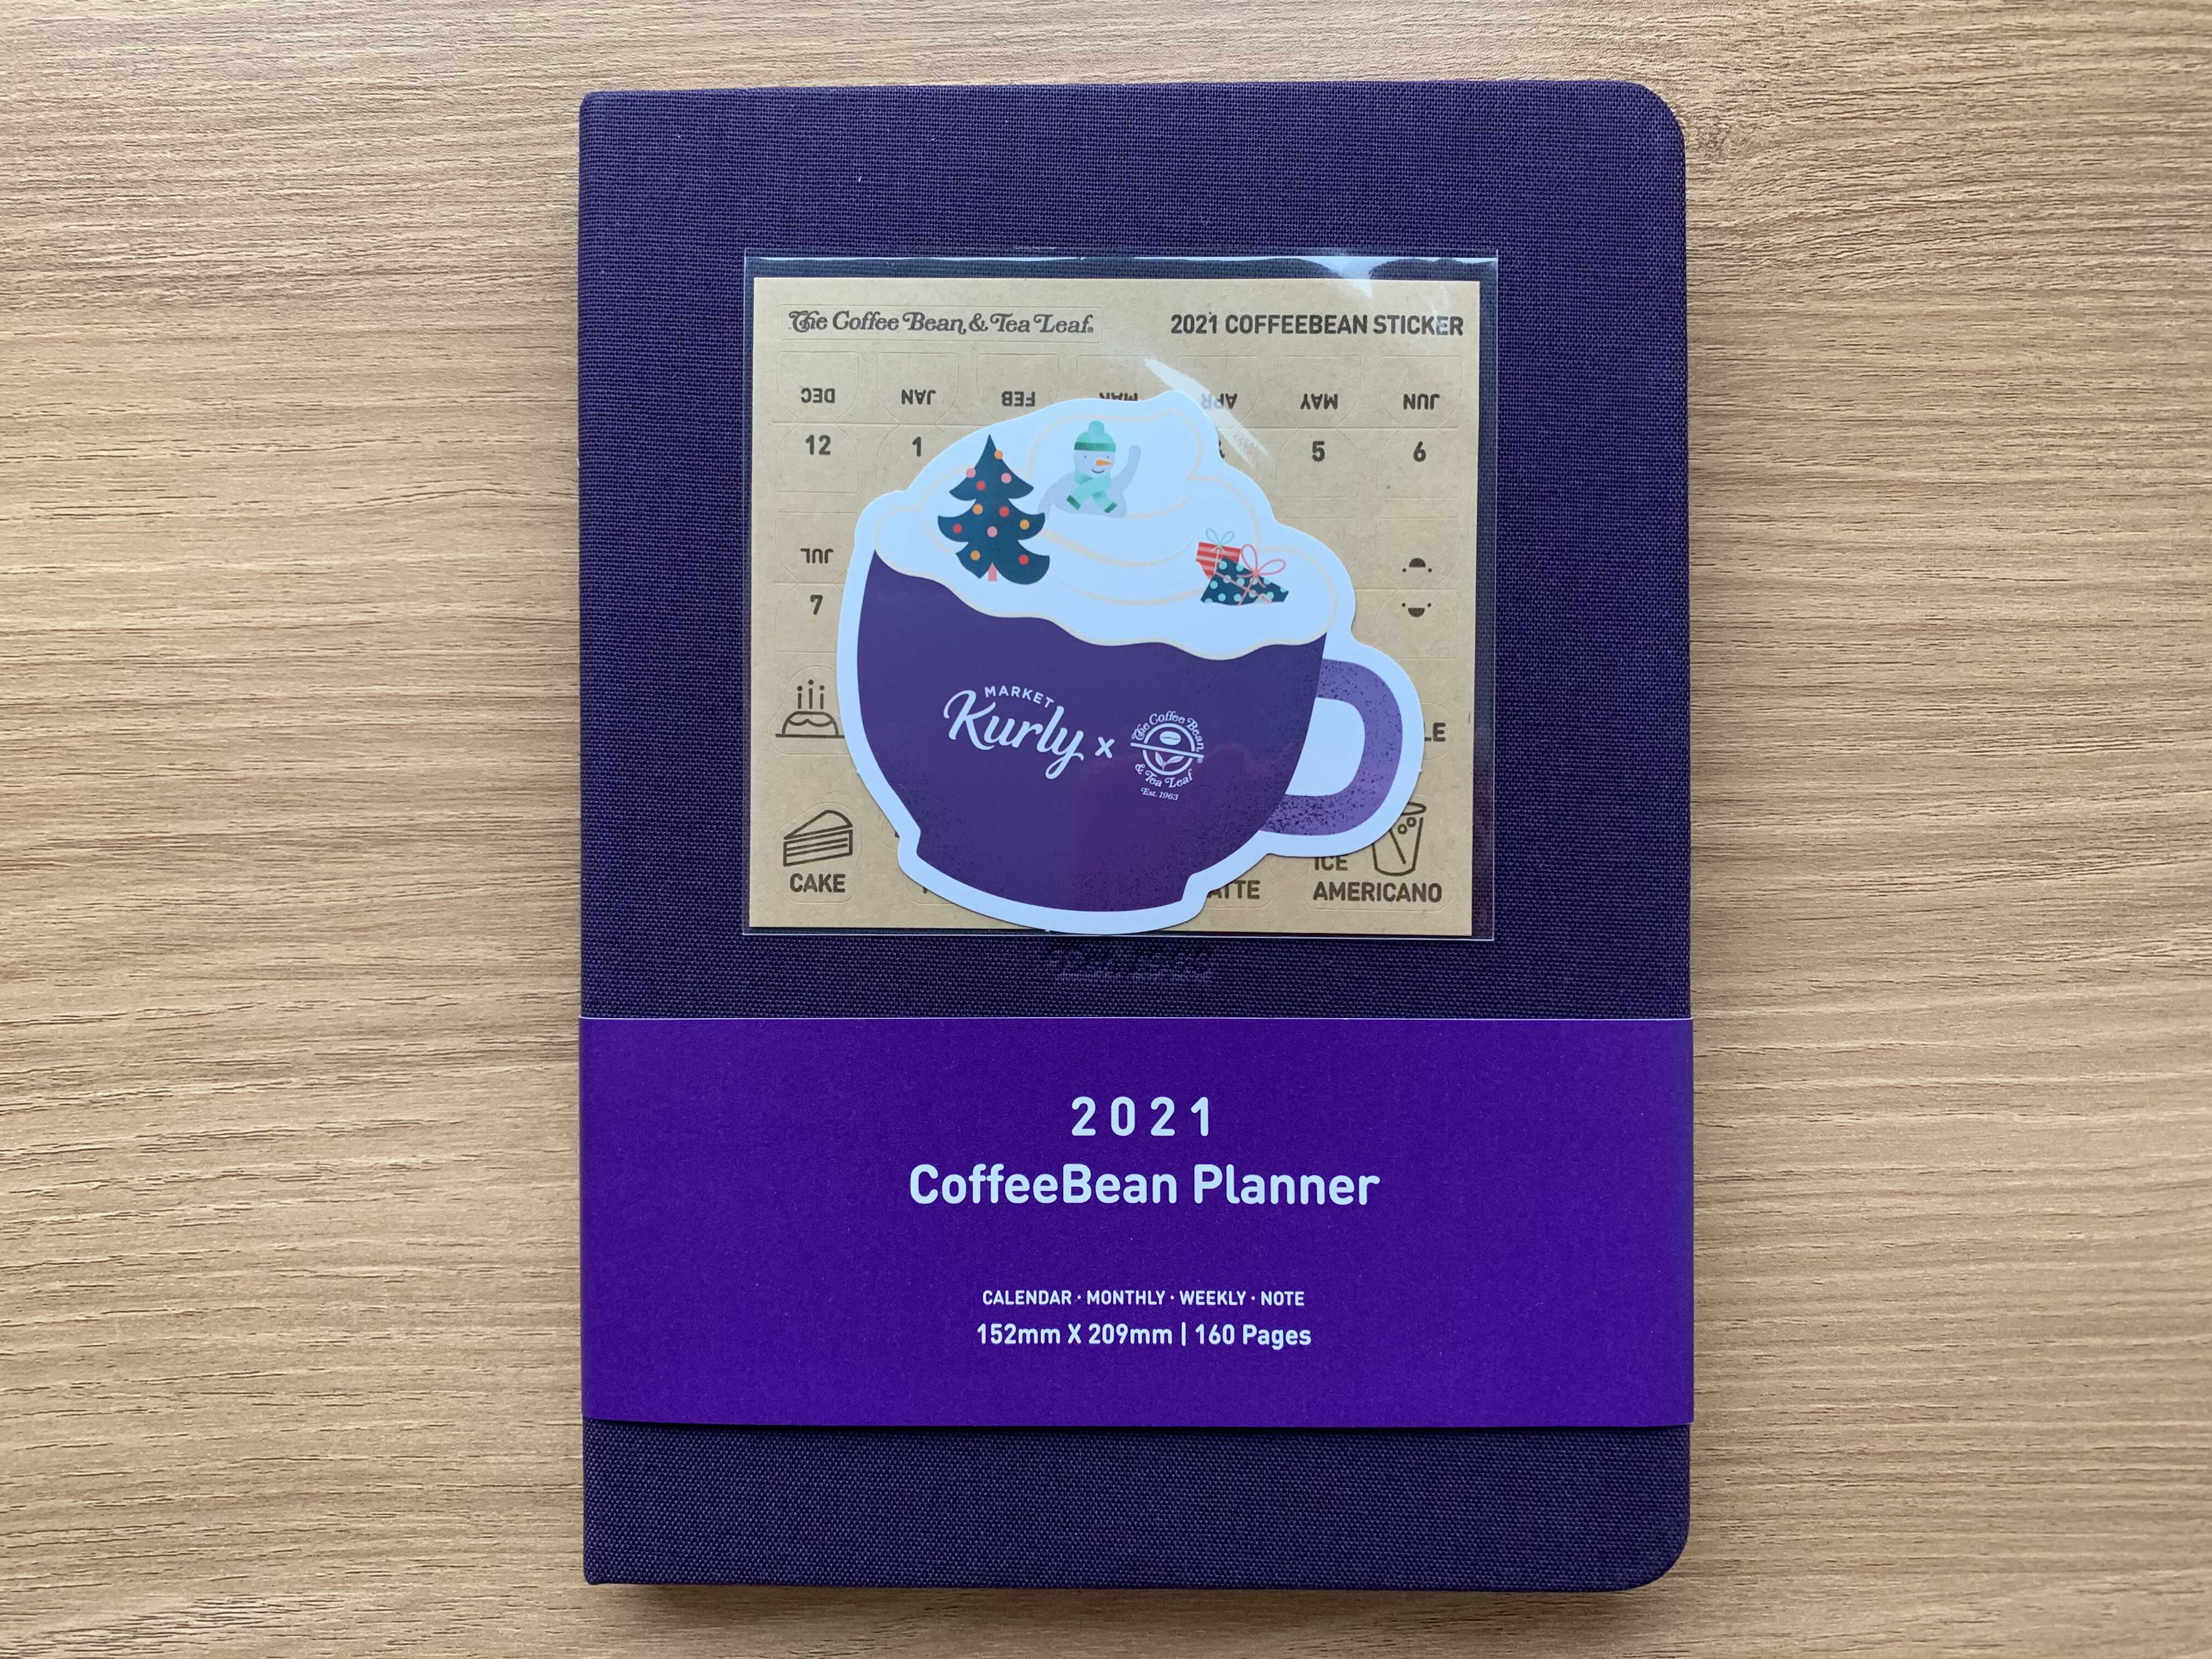 The Coffee Bean & Tea Leaf®
2021 COFFEEBEAN STICKER
DEC JAN FEB MAR APR MAY JUN
12 1 5 6
JUL
7
MARKET
Kurly x
The Coffee Bean
& Tea Leaf
Est. 1963
CAKE
ICE
AMERICANO
2021
CoffeeBean Planner
CALENDAR · MONTHLY · WEEKLY · NOTE
152mm X 209mm | 160 Pages